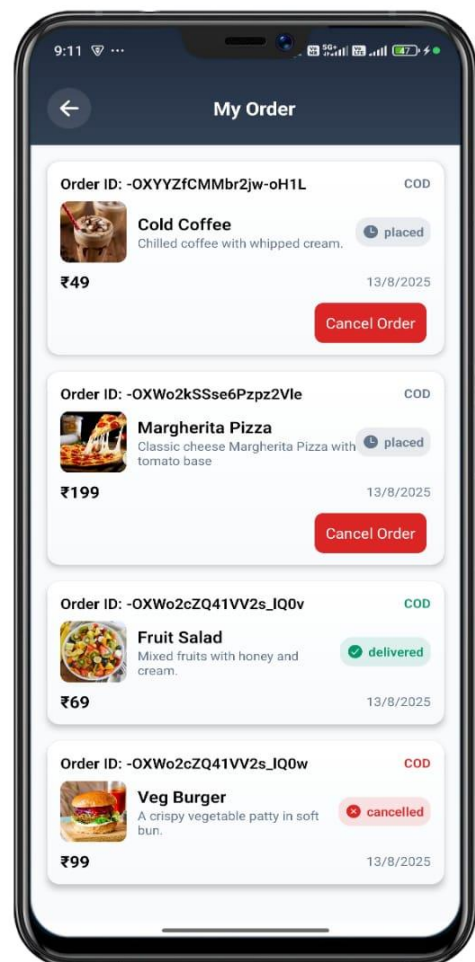 9:11 ...
5G+ 47
My Order
Order ID: -OXYYZfCMMbr2jw-oH1L COD
Cold Coffee
Chilled coffee with whipped cream.
placed
₹49 13/8/2025
Cancel Order
Order ID: -OXWo2kSSse6Pzpz2Vle COD
Margherita Pizza
Classic cheese Margherita Pizza with
tomato base
placed
₹199 13/8/2025
Cancel Order
Order ID: -OXWo2cZQ41VV2s_lQ0v COD
Fruit Salad
Mixed fruits with honey and
cream.
delivered
₹69 13/8/2025
Order ID: -OXWo2cZQ41VV2s_lQ0w COD
Veg Burger
A crispy vegetable patty in soft
bun.
cancelled
₹99 13/8/2025